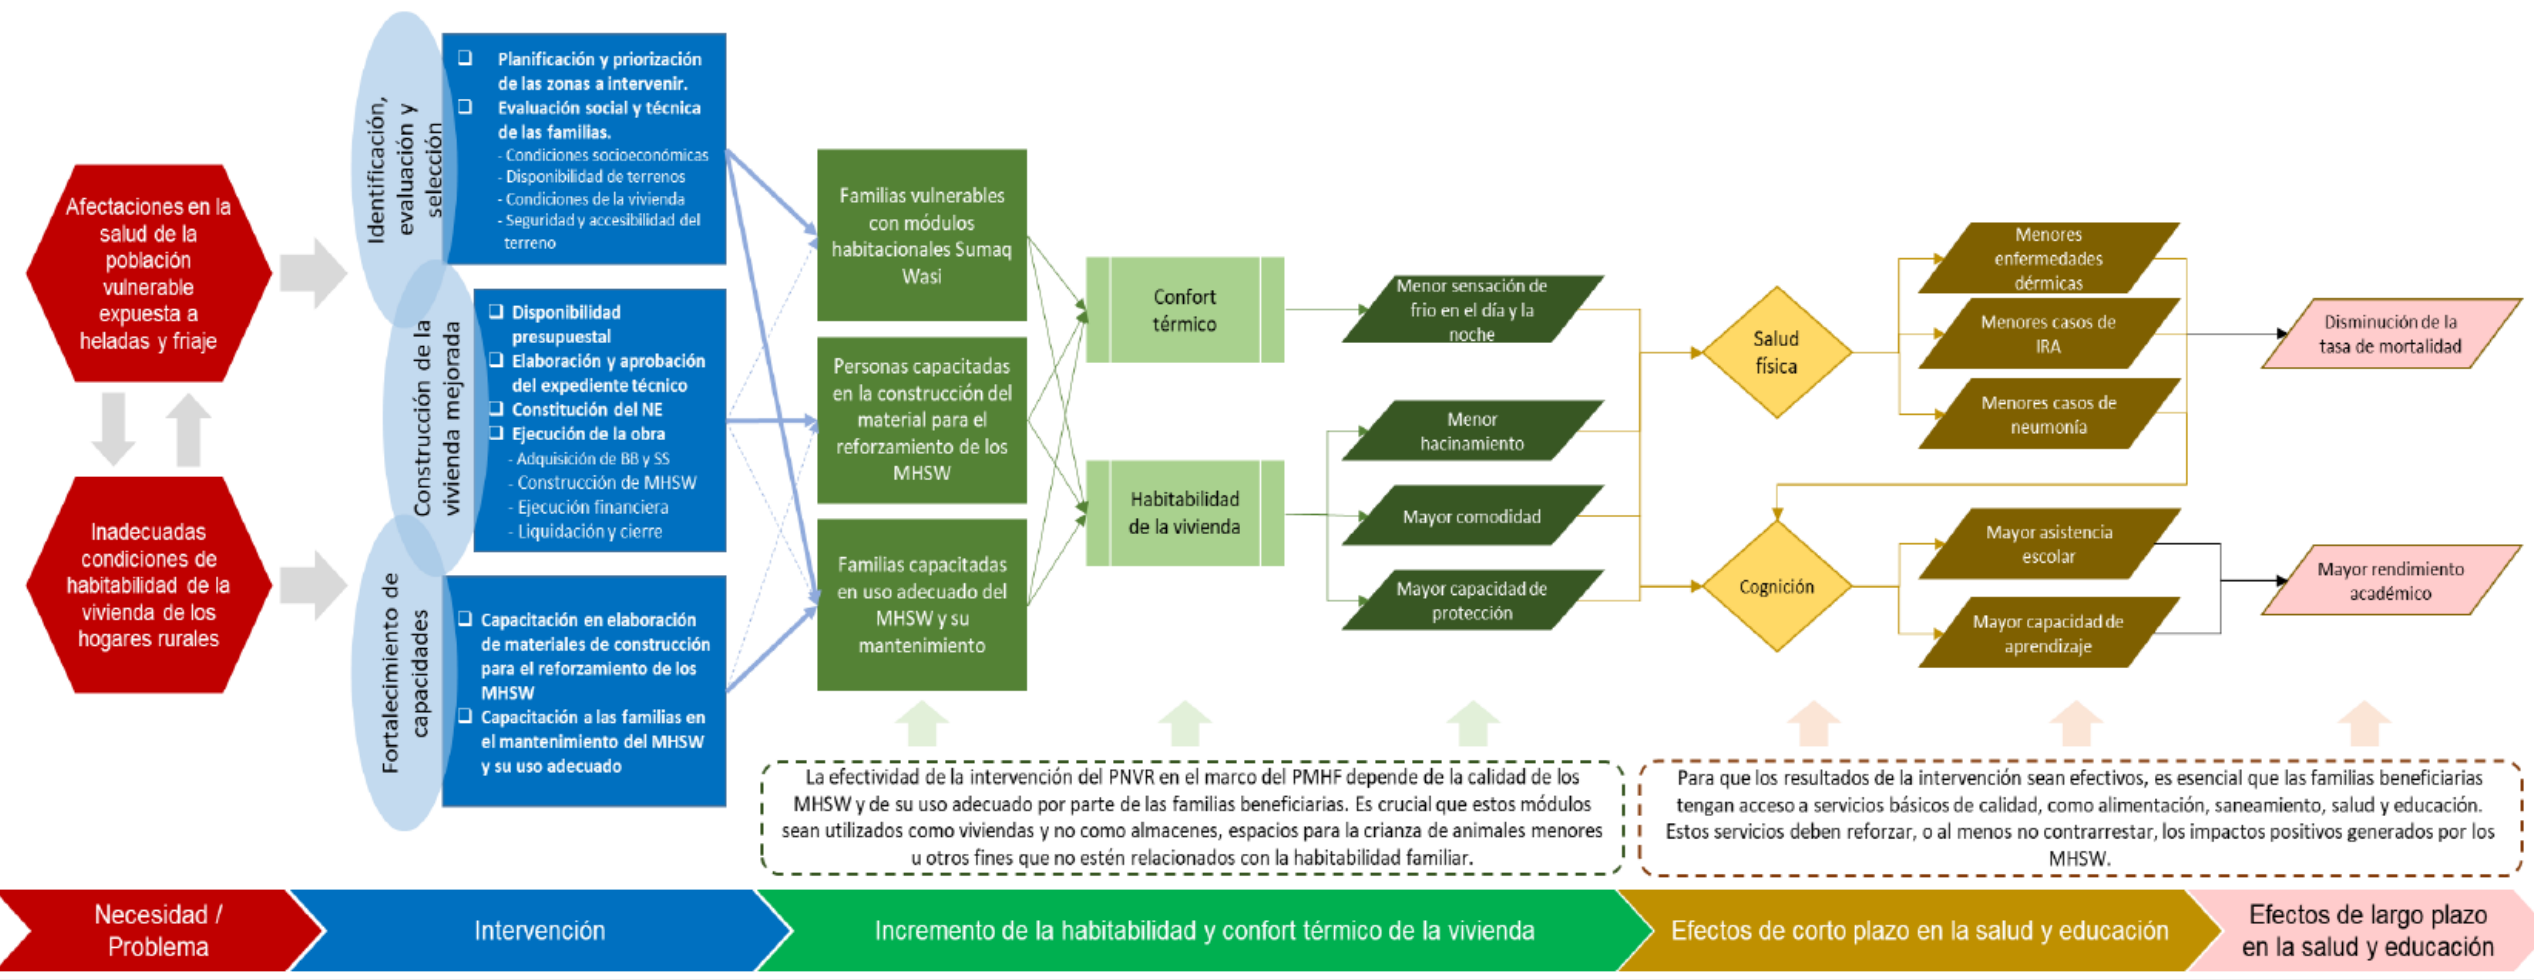 Afectaciones en la
salud de la
población
vulnerable
expuesta a
heladas y friaje
Inadecuadas
condiciones de
habitabilidad de la
vivienda de los
hogares rurales
Identificación,
evaluación y
selección
❑ Planificación y priorización
de las zonas a intervenir.
❑ Evaluación social y técnica
de las familias.
- Condiciones socioeconómicas
- Disponibilidad de terrenos
- Condiciones de la vivienda
- Seguridad y accesibilidad del
terreno
Construcción de la
vivienda mejorada
❑ Disponibilidad
presupuestal
❑ Elaboración y aprobación
del expediente técnico
❑ Constitución del NE
❑ Ejecución de la obra
- Adquisición de BB y SS
- Construcción de MHSW
- Ejecución financiera
- Liquidación y cierre
Fortalecimiento de
capacidades
❑ Capacitación en elaboración
de materiales de construcción
para el reforzamiento de los
MHSW
❑ Capacitación a las familias en
el mantenimiento del MHSW
y su uso adecuado
Familias vulnerables
con módulos
habitacionales Sumaq
Wasi
Personas capacitadas
en la construcción del
material para el
reforzamiento de los
MHSW
Familias capacitadas
en uso adecuado del
MHSW y su
mantenimiento
Confort
térmico
Habitabilidad
de la vivienda
Menor sensación de
frio en el día y la
noche
Menor
hacinamiento
Mayor comodidad
Mayor capacidad de
protección
Salud
física
Cognición
Menores
enfermedades
dérmicas
Menores casos de
IRA
Menores casos de
neumonía
Mayor asistencia
escolar
Mayor capacidad de
aprendizaje
Disminución de la
tasa de mortalidad
Mayor rendimiento
académico
La efectividad de la intervención del PNVR en el marco del PMHF depende de la calidad de los
MHSW y de su uso adecuado por parte de las familias beneficiarias. Es crucial que estos módulos
sean utilizados como viviendas y no como almacenes, espacios para la crianza de animales menores
u otros fines que no estén relacionados con la habitabilidad familiar.
Para que los resultados de la intervención sean efectivos, es esencial que las familias beneficiarias
tengan acceso a servicios básicos de calidad, como alimentación, saneamiento, salud y educación.
Estos servicios deben reforzar, o al menos no contrarrestar, los impactos positivos generados por los
MHSW.
Necesidad /
Problema
Intervención
Incremento de la habitabilidad y confort térmico de la vivienda
Efectos de corto plazo en la salud y educación
Efectos de largo plazo
en la salud y educación